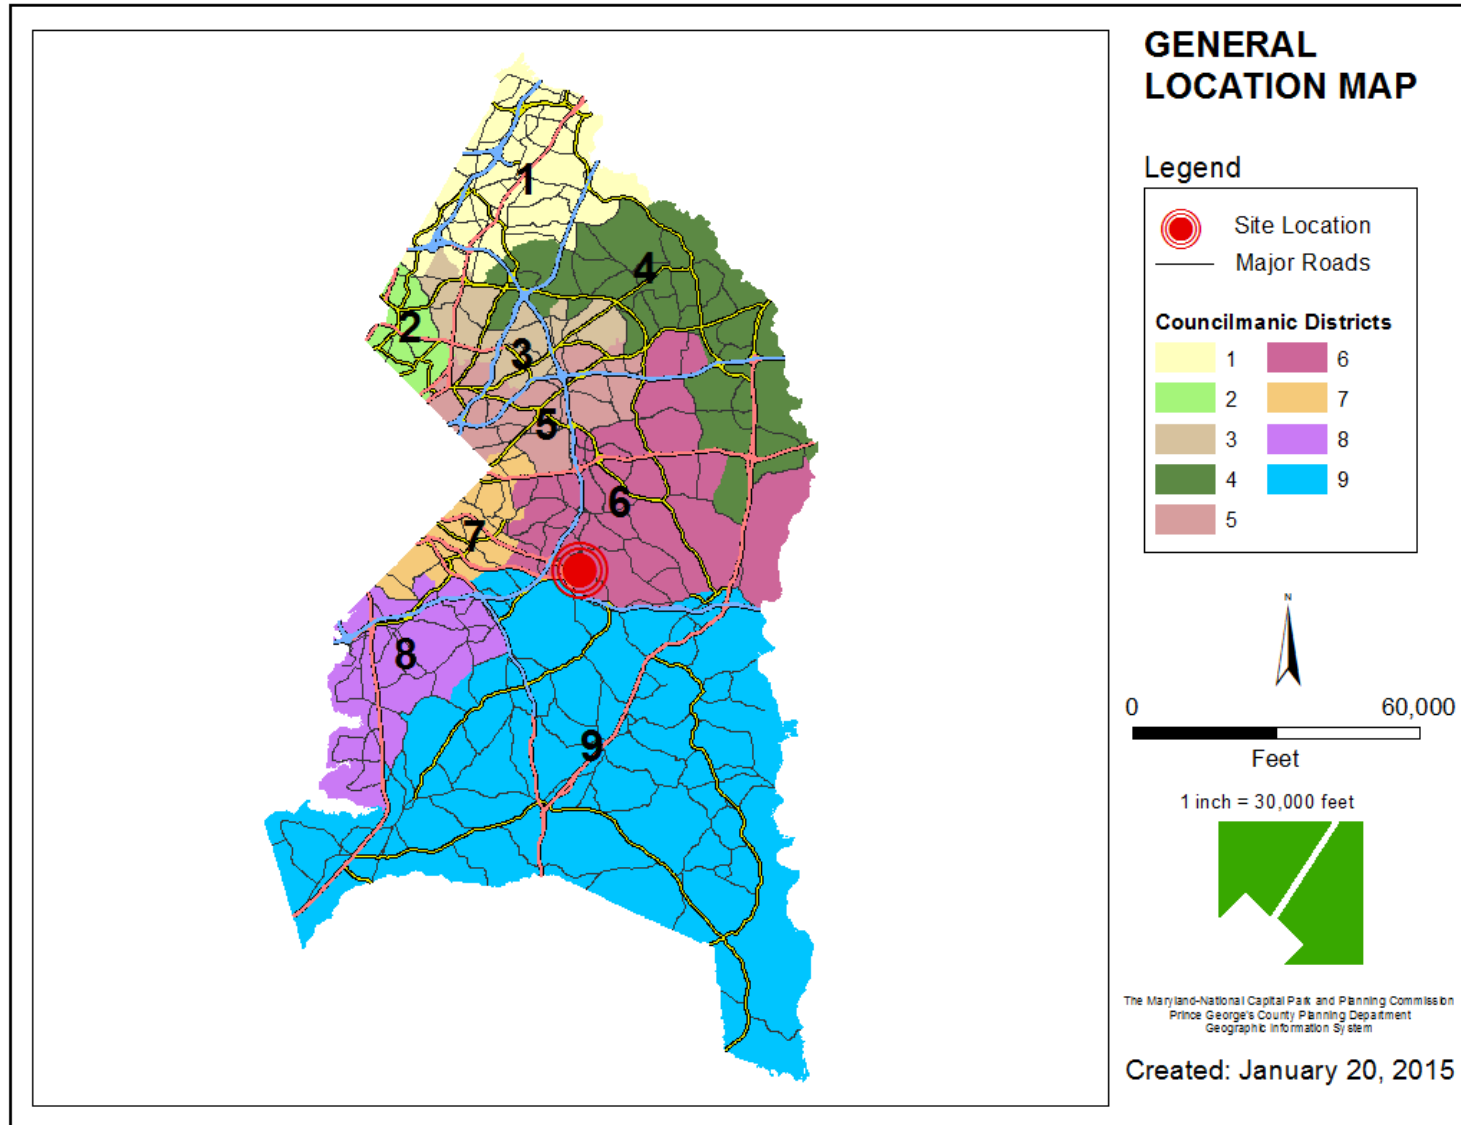 GENERAL
LOCATION MAP
Legend
Site Location
Major Roads
Councilmanic Districts
1 6
2 7
3 8
4 9
5
N
0 60,000
Feet
1 inch = 30,000 feet
The Maryland-National Capital Park and Planning Commission
Prince George's County Planning Department
Geographic Information System
Created: January 20, 2015
1
4
2
3
5
6
7
8
9